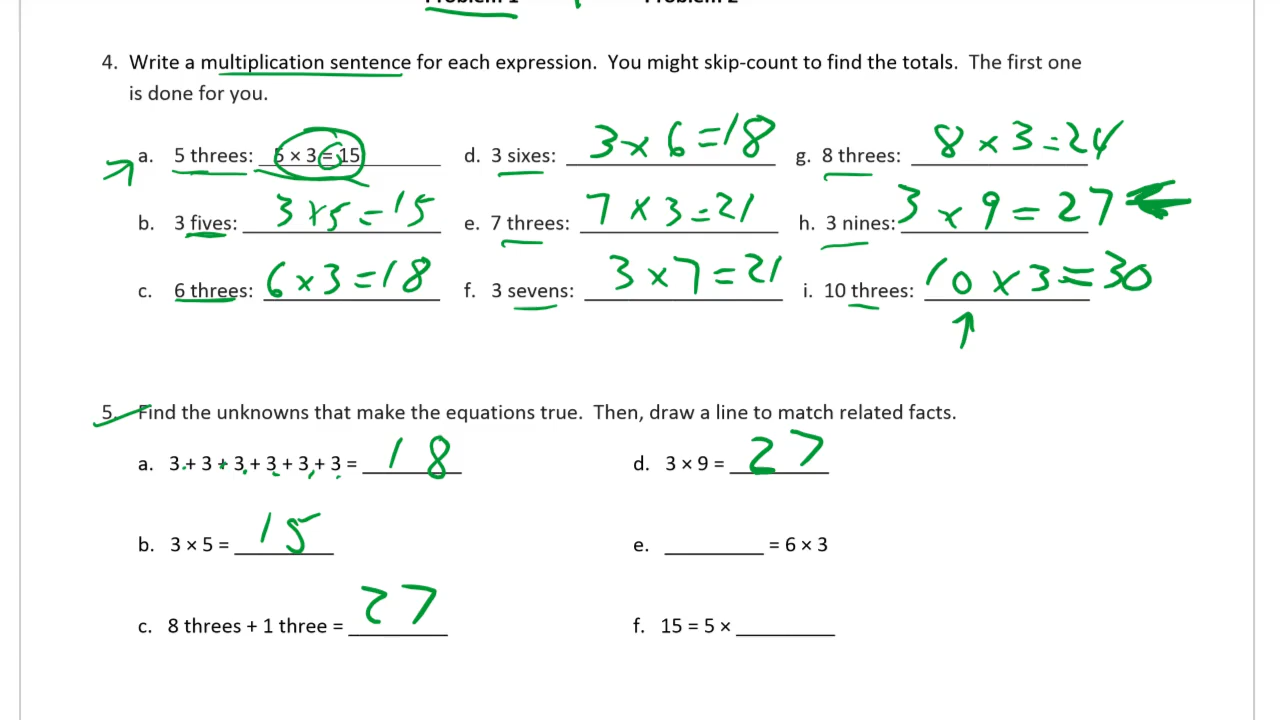 Problem 1 Problem 2
4. Write a multiplication sentence for each expression. You might skip-count to find the totals. The first one
is done for you.
a. 5 threes: 5 × 3 = 15 d. 3 sixes: 3 × 6 = 18 g. 8 threes: 8 × 3 = 24
b. 3 fives: 3 × 5 = 15 e. 7 threes: 7 × 3 = 21 h. 3 nines: 3 × 9 = 27
c. 6 threes: 6 × 3 = 18 f. 3 sevens: 3 × 7 = 21 i. 10 threes: 10 × 3 = 30
5. Find the unknowns that make the equations true. Then, draw a line to match related facts.
a. 3 + 3 + 3 + 3 + 3 + 3 = 18 d. 3 × 9 = 27
b. 3 × 5 = 15 e. ________ = 6 × 3
c. 8 threes + 1 three = 27 f. 15 = 5 × ________